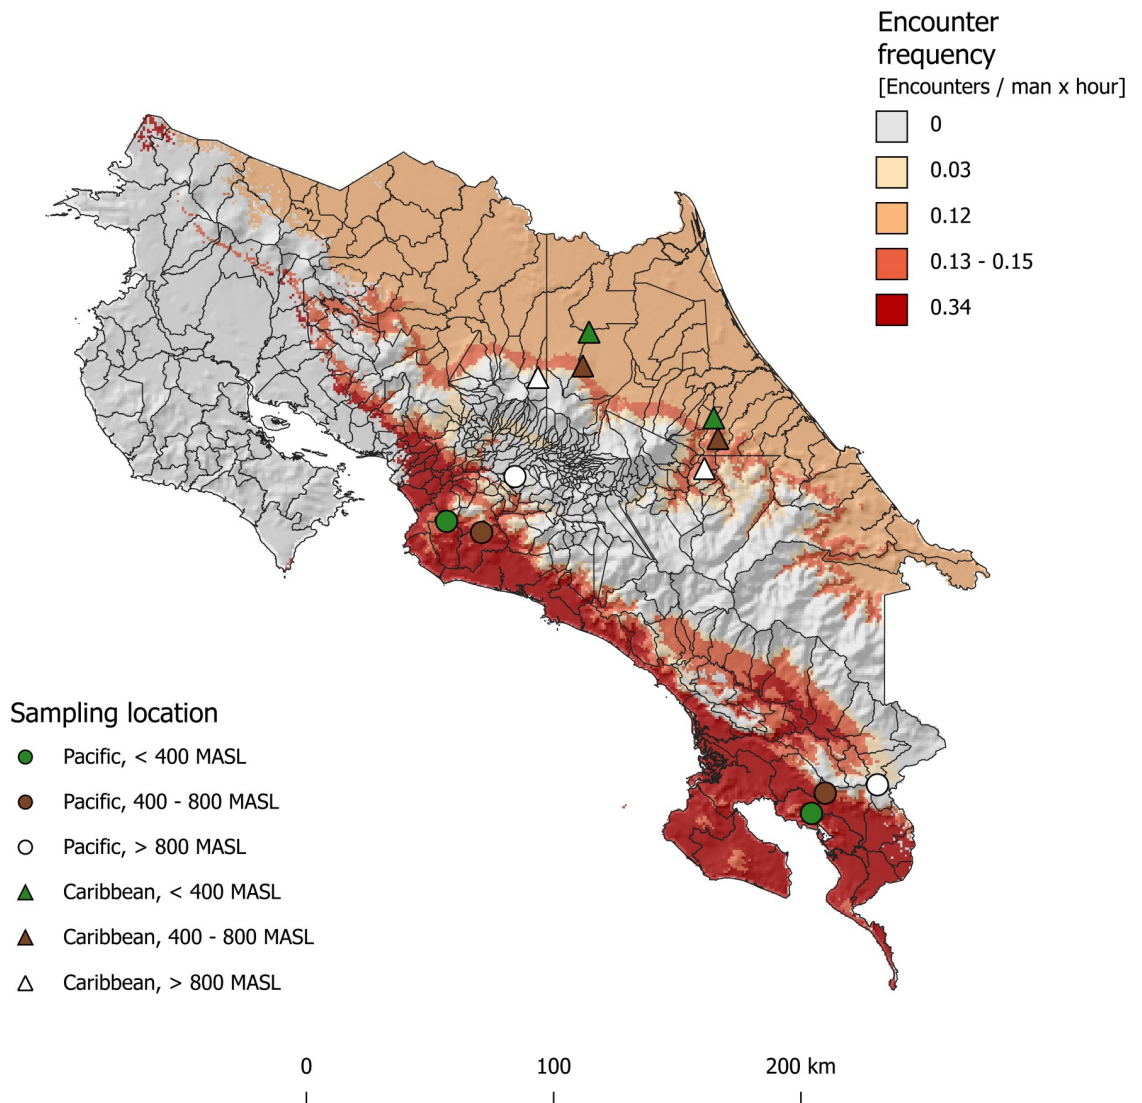 Encounter
frequency
[Encounters / man x hour]
0
0.03
0.12
0.13 - 0.15
0.34
Sampling location
Pacific, < 400 MASL
Pacific, 400 - 800 MASL
Pacific, > 800 MASL
Caribbean, < 400 MASL
Caribbean, 400 - 800 MASL
Caribbean, > 800 MASL
0 100 200 km